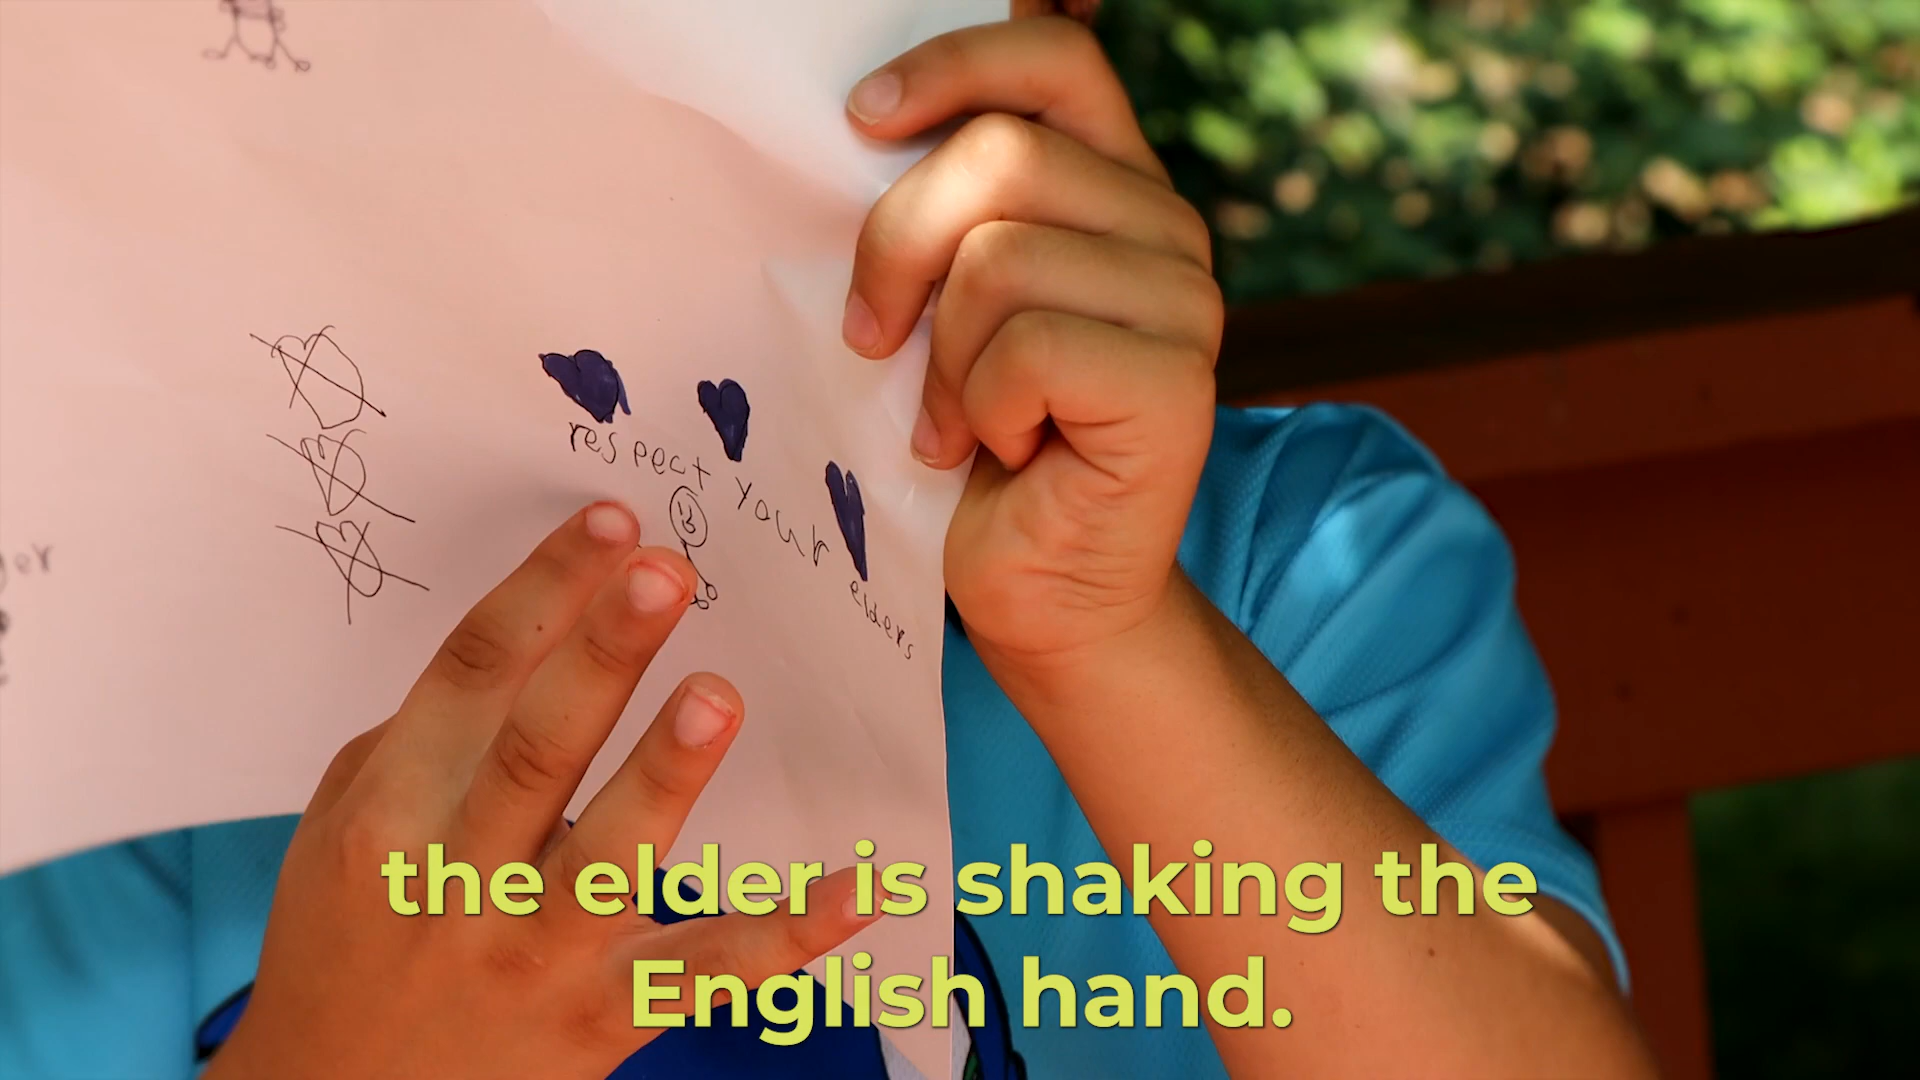 respect your elders
the elder is shaking the
English hand.